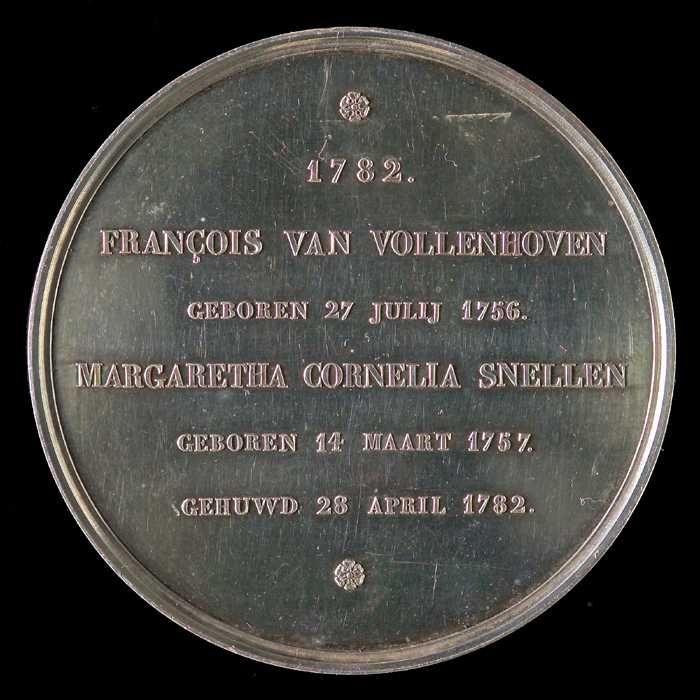 1782.
FRANÇOIS VAN VOLLENHOVEN
GEBOREN 27 JULIJ 1756.
MARGARETHA CORNELIA SNELLEN
GEBOREN 14 MAART 1757.
GEHUWD 28 APRIL 1782.